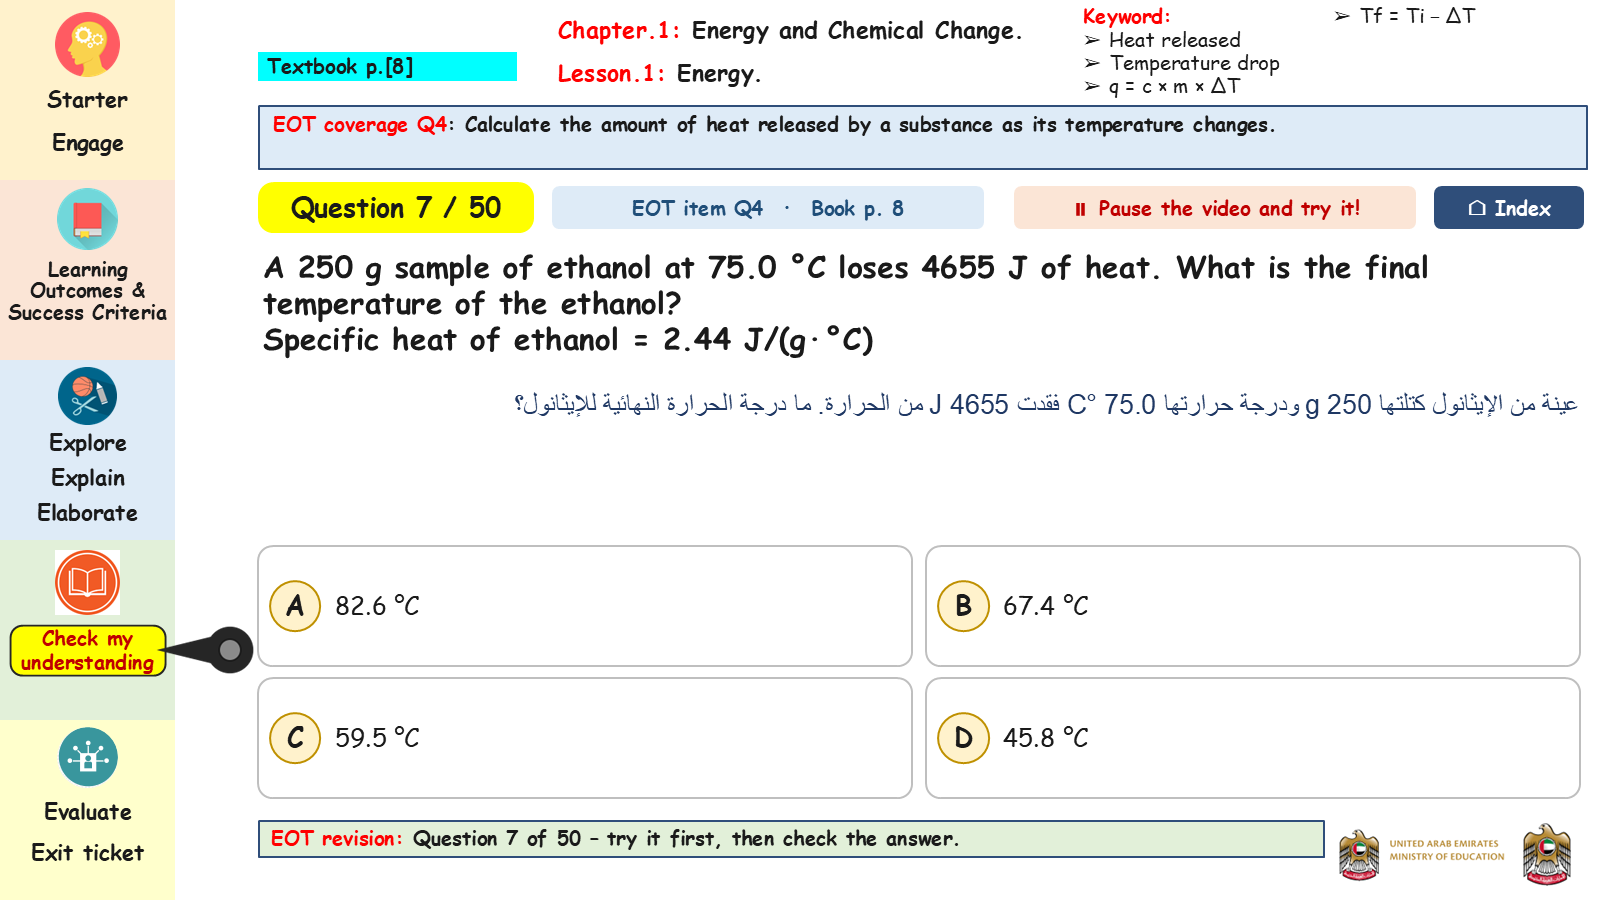 Starter
Engage
Learning
Outcomes &
Success Criteria
Explore
Explain
Elaborate
Check my
understanding
Evaluate
Exit ticket
Textbook p.[8]
Chapter.1: Energy and Chemical Change.
Lesson.1: Energy.
Keyword:
➢ Heat released
➢ Temperature drop
➢ q = c × m × ΔT
➢ Tf = Ti – ΔT
EOT coverage Q4: Calculate the amount of heat released by a substance as its temperature changes.
Question 7 / 50
EOT item Q4 · Book p. 8
⏸ Pause the video and try it!
Index
A 250 g sample of ethanol at 75.0 °C loses 4655 J of heat. What is the final
temperature of the ethanol?
Specific heat of ethanol = 2.44 J/(g·°C)
عينة من الإيثانول كتلتها 250 g ودرجة حرارتها 75.0 °C فقدت 4655 J من الحرارة. ما درجة الحرارة النهائية للإيثانول؟
A 82.6 °C
B 67.4 °C
C 59.5 °C
D 45.8 °C
EOT revision: Question 7 of 50 – try it first, then check the answer.
UNITED ARAB EMIRATES
MINISTRY OF EDUCATION